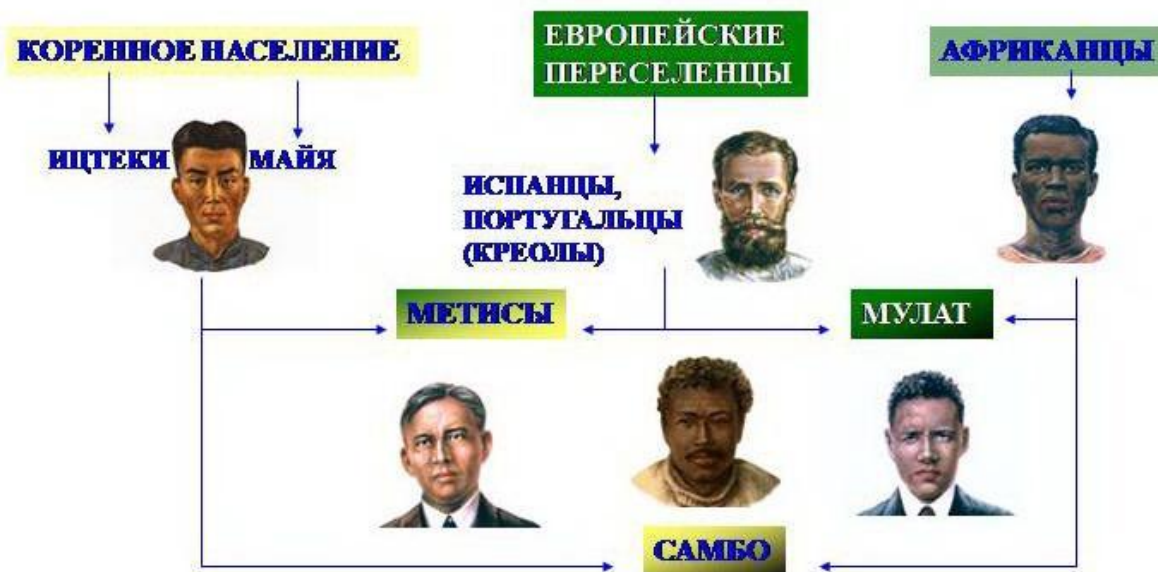 КОРЕННОЕ НАСЕЛЕНИЕ
ЕВРОПЕЙСКИЕ
ПЕРЕСЕЛЕНЦЫ
АФРИКАНЦЫ
ИЦТЕКИ
МАЙЯ
ИСПАНЦЫ,
ПОРТУГАЛЬЦЫ
(КРЕОЛЫ)
МЕТИСЫ
МУЛАТ
САМБО